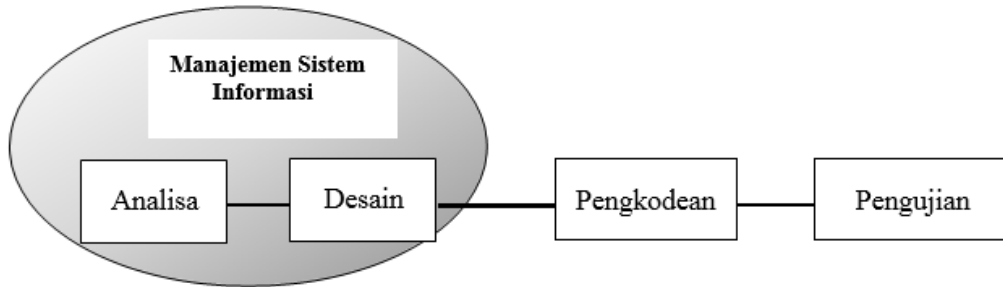 Manajemen Sistem
Informasi
Analisa
Desain
Pengkodean
Pengujian